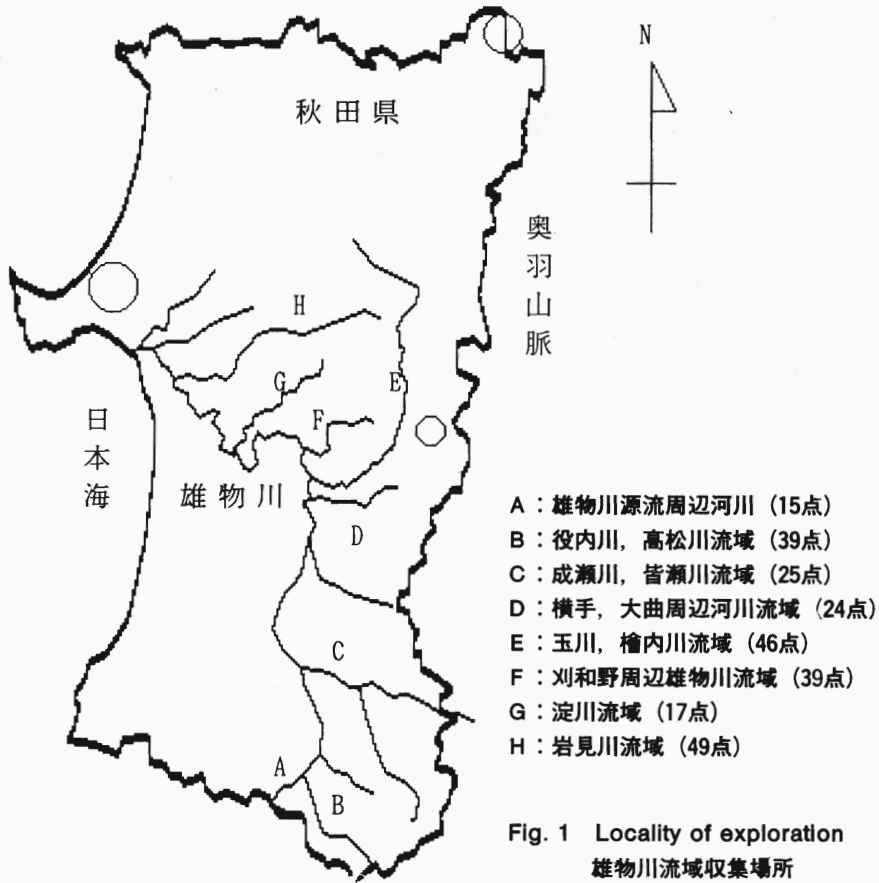 N
秋田県
奥羽山脈
H
G
E
F
日本海
雄物川
D
C
A
B
A：雄物川源流周辺河川（15点）
B：役内川，高松川流域（39点）
C：成瀬川，皆瀬川流域（25点）
D：横手，大曲周辺河川流域（24点）
E：玉川，檜内川流域（46点）
F：刈和野周辺雄物川流域（39点）
G：淀川流域（17点）
H：岩見川流域（49点）
Fig. 1　Locality of exploration
雄物川流域収集場所